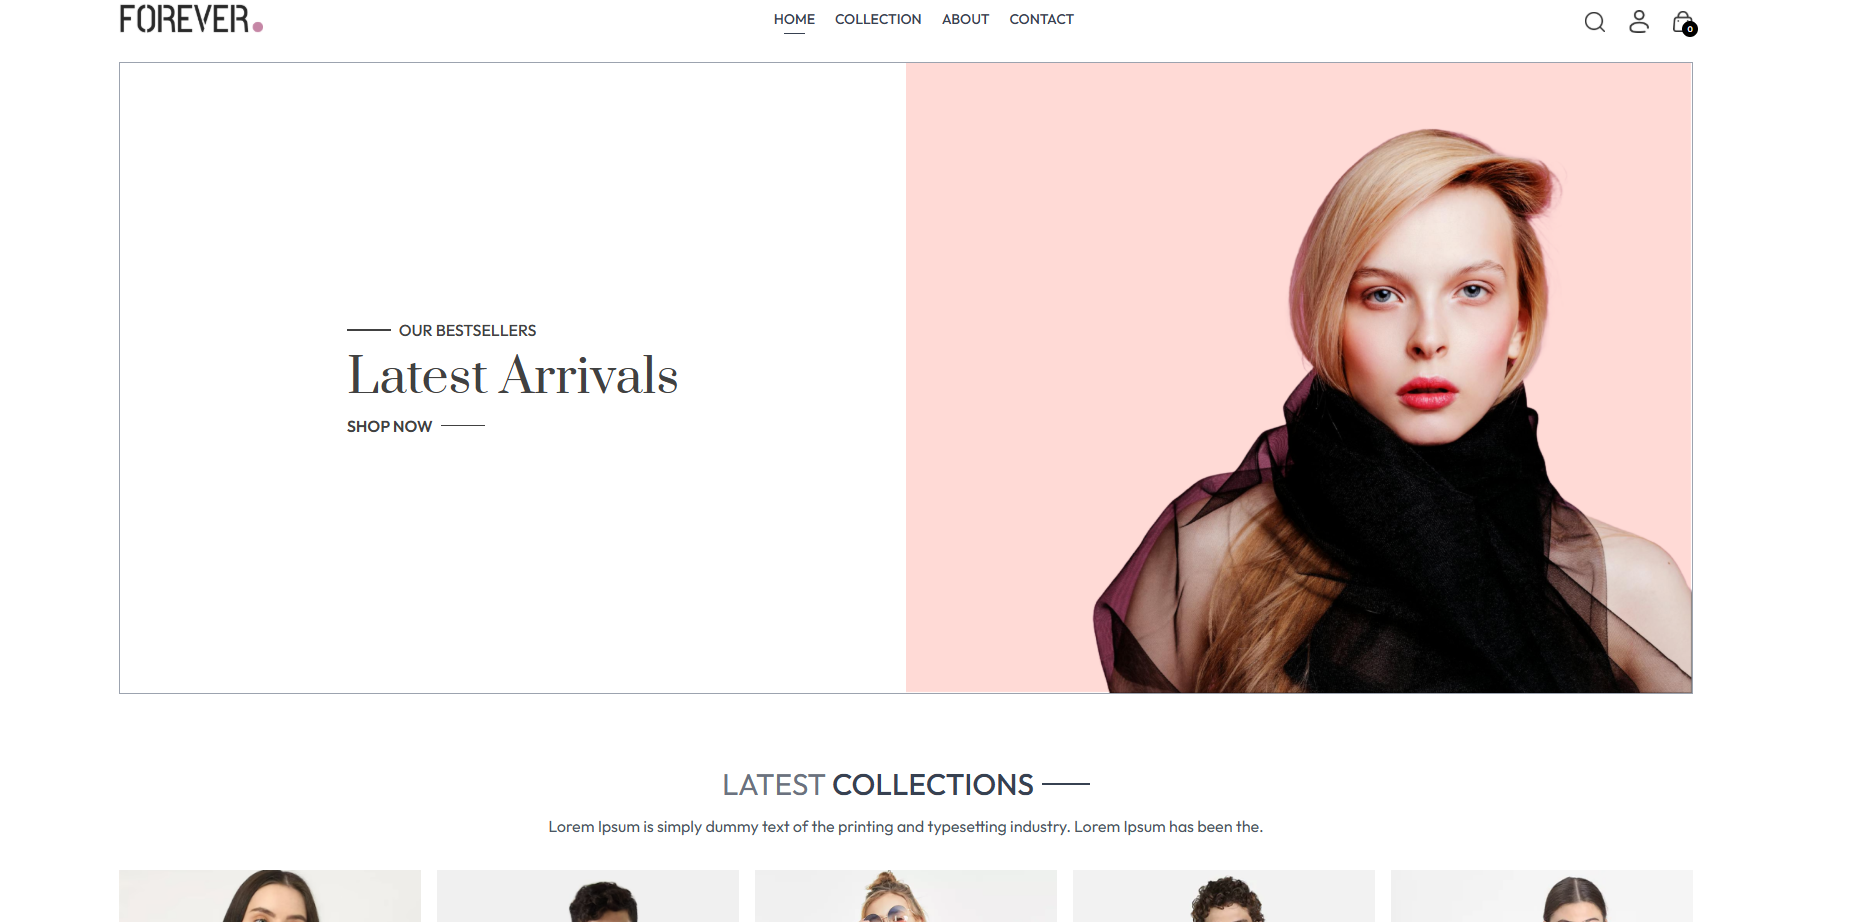 FOREVER.
HOME COLLECTION ABOUT CONTACT
0
OUR BESTSELLERS
Latest Arrivals
SHOP NOW
LATEST COLLECTIONS
Lorem Ipsum is simply dummy text of the printing and typesetting industry. Lorem Ipsum has been the.